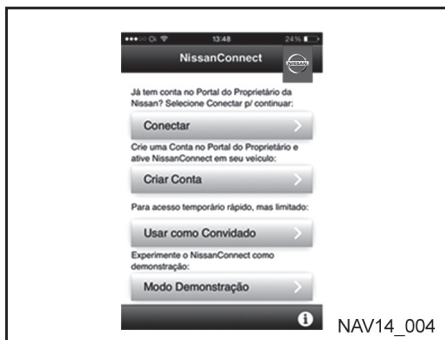 Oi 13:48 24%
NissanConnect
NISSAN
Já tem conta no Portal do Proprietário da
Nissan? Selecione Conectar p/ continuar:
Conectar
Crie uma Conta no Portal do Proprietário e
ative NissanConnect em seu veículo:
Criar Conta
Para acesso temporário rápido, mas limitado:
Usar como Convidado
Experimente o NissanConnect como
demonstração:
Modo Demonstração
i
NAV14_004